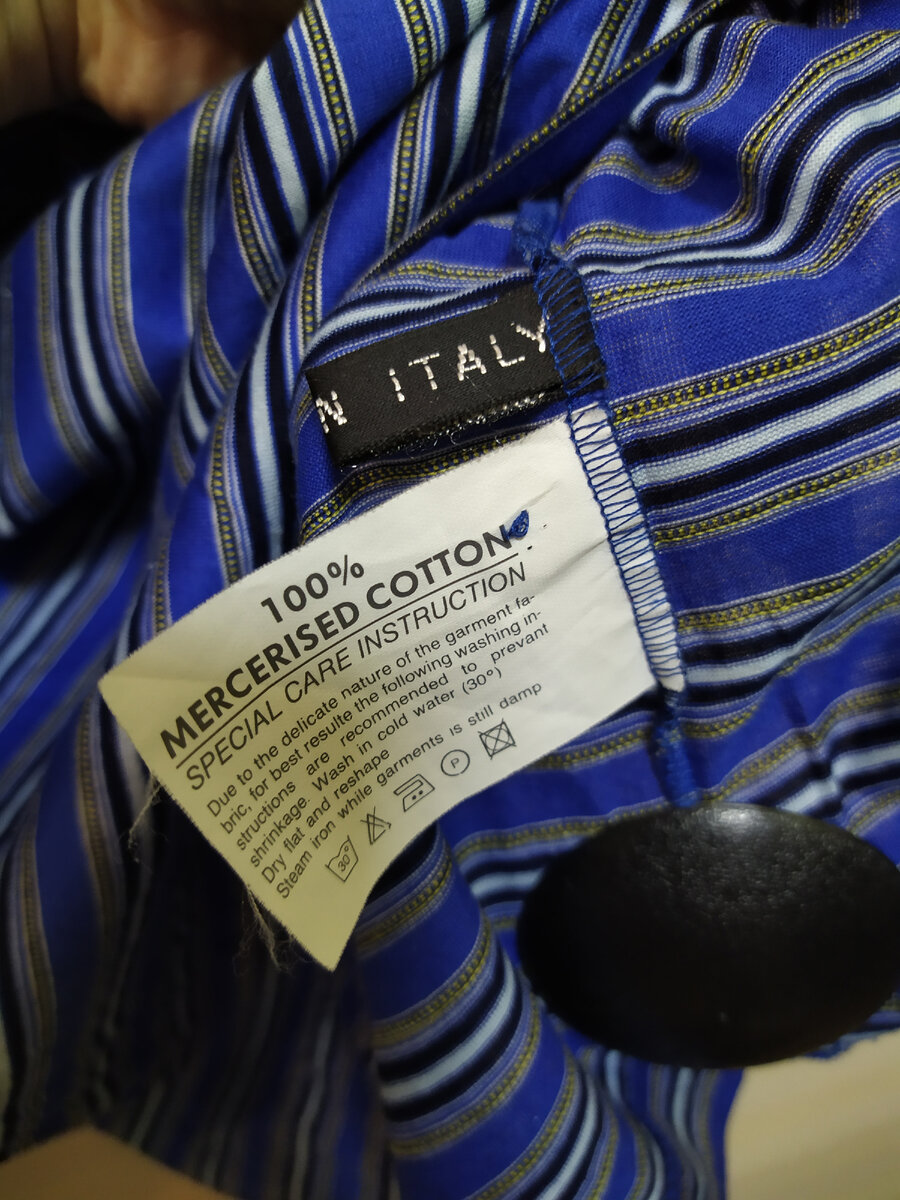 N ITALY
100%
MERCERISED COTTON
SPECIAL CARE INSTRUCTION
Due to the delicate nature of the garment fa-
bric, for best resulte the following washing in-
structions are recommended to prevent
shrinkage. Wash in cold water (30°)
Dry flat and reshape
Steam iron while garments is still damp
30° P